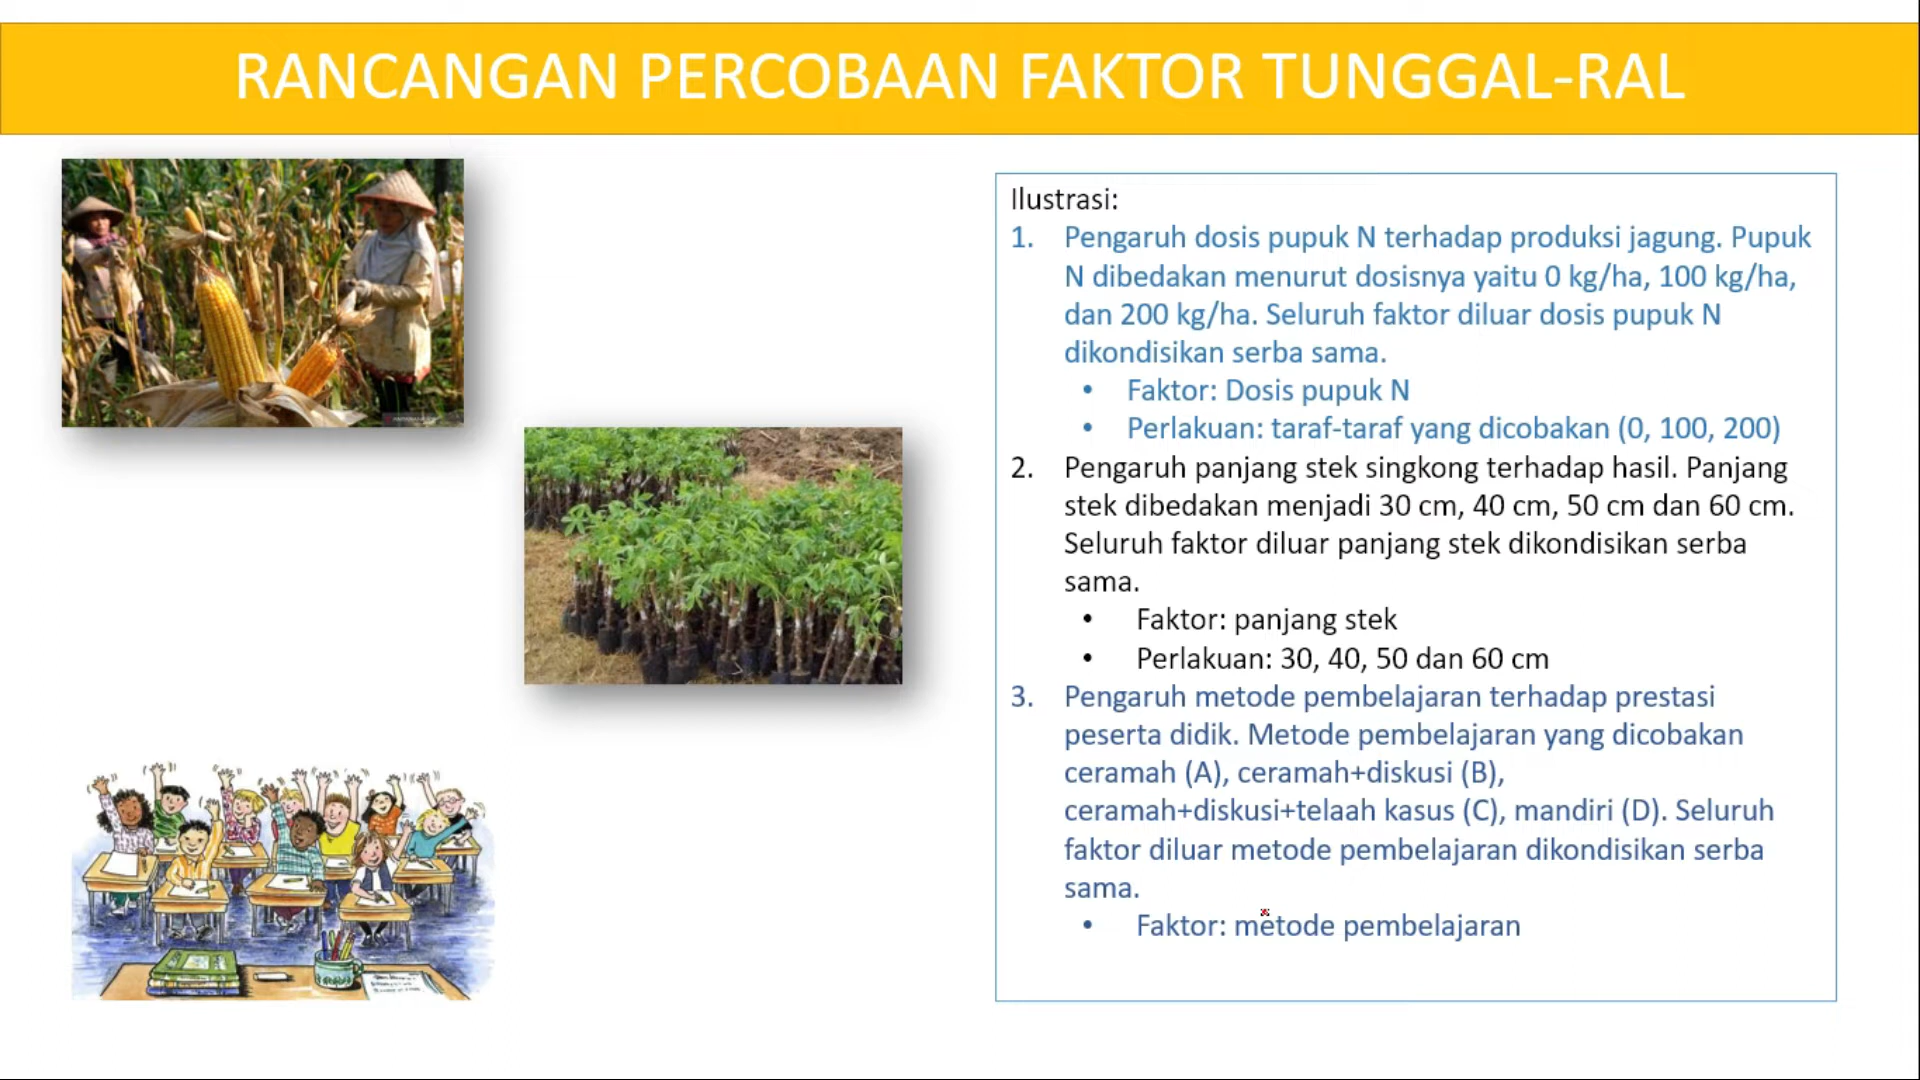 RANCANGAN PERCOBAAN FAKTOR TUNGGAL-RAL
Ilustrasi:
1. Pengaruh dosis pupuk N terhadap produksi jagung. Pupuk
N dibedakan menurut dosisnya yaitu 0 kg/ha, 100 kg/ha,
dan 200 kg/ha. Seluruh faktor diluar dosis pupuk N
dikondisikan serba sama.
• Faktor: Dosis pupuk N
• Perlakuan: taraf-taraf yang dicobakan (0, 100, 200)
2. Pengaruh panjang stek singkong terhadap hasil. Panjang
stek dibedakan menjadi 30 cm, 40 cm, 50 cm dan 60 cm.
Seluruh faktor diluar panjang stek dikondisikan serba
sama.
• Faktor: panjang stek
• Perlakuan: 30, 40, 50 dan 60 cm
3. Pengaruh metode pembelajaran terhadap prestasi
peserta didik. Metode pembelajaran yang dicobakan
ceramah (A), ceramah+diskusi (B),
ceramah+diskusi+telaah kasus (C), mandiri (D). Seluruh
faktor diluar metode pembelajaran dikondisikan serba
sama.
• Faktor: metode pembelajaran